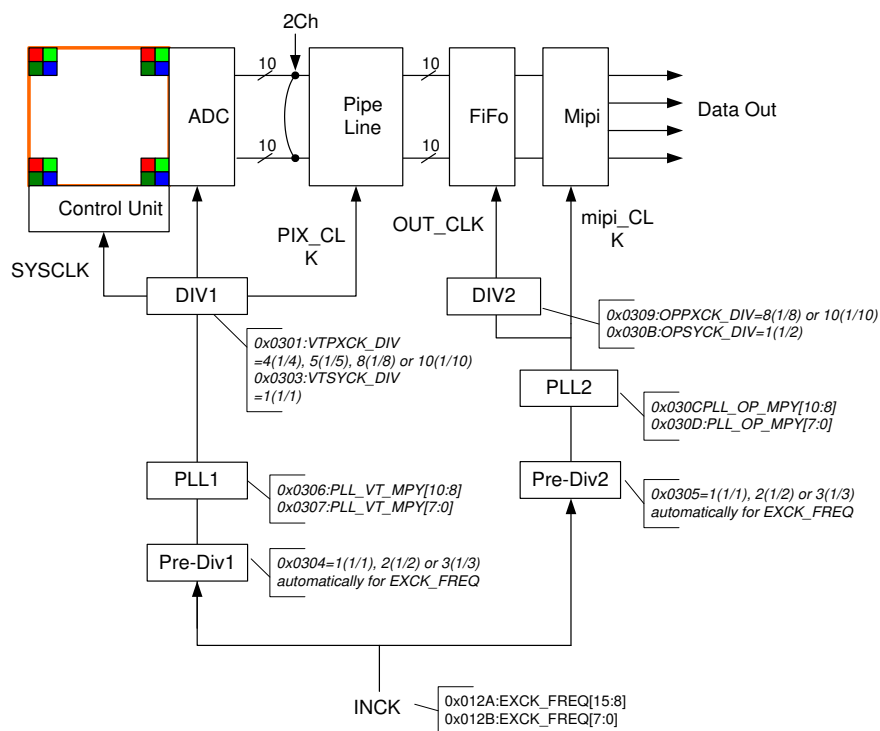 2Ch
10
10
10
10
ADC
Pipe
Line
FiFo
Mipi
Data Out
Control Unit
SYSCLK
PIX_CL
K
OUT_CLK
mipi_CL
K
DIV1
DIV2
0x0309:OPPXCK_DIV=8(1/8) or 10(1/10)
0x030B:OPSYCK_DIV=1(1/2)
0x0301:VTPXCK_DIV
=4(1/4), 5(1/5), 8(1/8) or 10(1/10)
0x0303:VTSYCK_DIV
=1(1/1)
PLL2
0x030CPLL_OP_MPY[10:8]
0x030D:PLL_OP_MPY[7:0]
PLL1
0x0306:PLL_VT_MPY[10:8]
0x0307:PLL_VT_MPY[7:0]
Pre-Div2
0x0305=1(1/1), 2(1/2) or 3(1/3)
automatically for EXCK_FREQ
Pre-Div1
0x0304=1(1/1), 2(1/2) or 3(1/3)
automatically for EXCK_FREQ
INCK
0x012A:EXCK_FREQ[15:8]
0x012B:EXCK_FREQ[7:0]